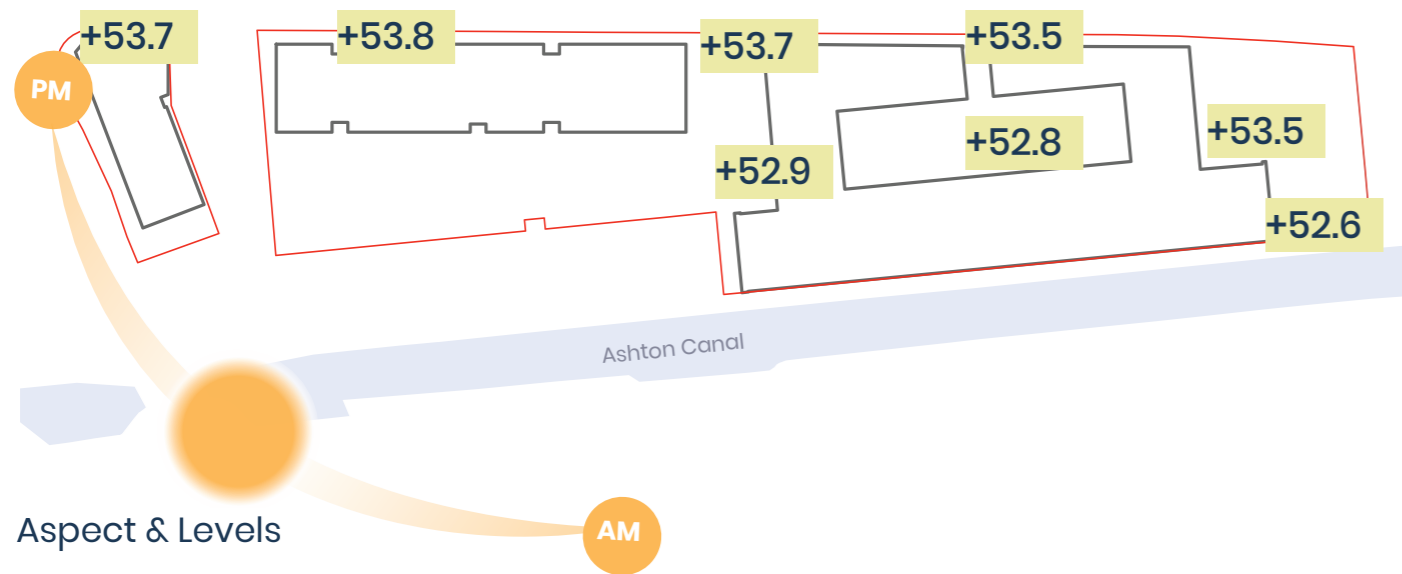 +53.7
+53.8
+53.7
+53.5
PM
+53.5
+52.8
+52.9
+52.6
Ashton Canal
Aspect & Levels
AM